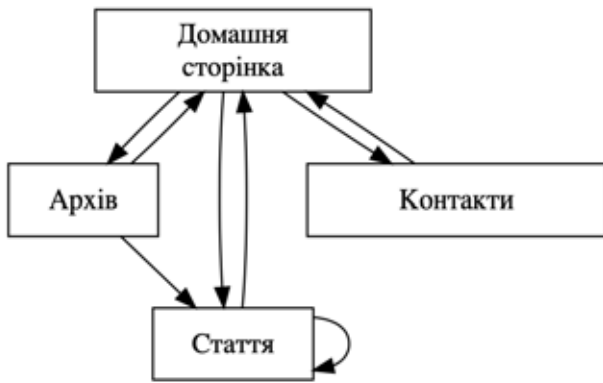 Домашня
сторінка
Архів
Контакти
Стаття